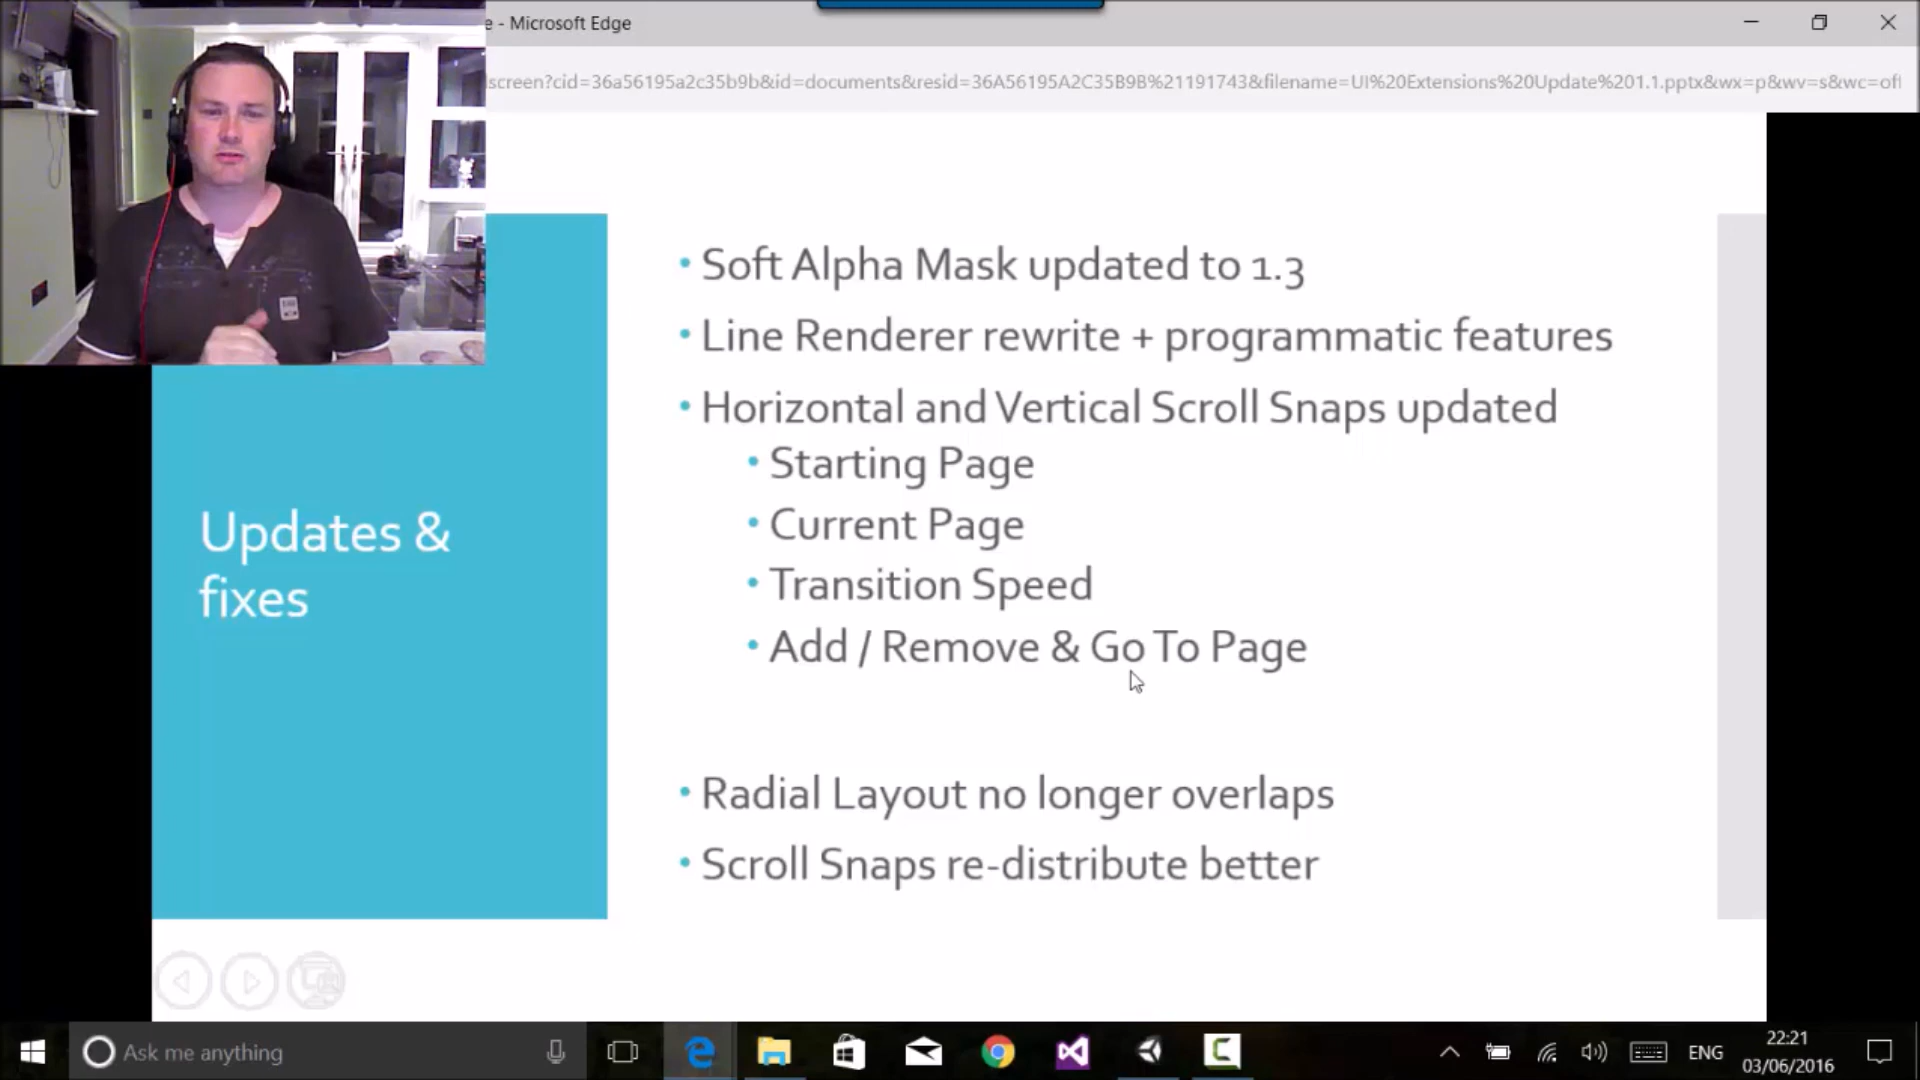 e - Microsoft Edge
lscreen?cid=36a56195a2c35b9b&id=documents&resid=36A56195A2C35B9B%21191743&filename=UI%20Extensions%20Update%201.1.pptx&wx=p&wv=s&wc=off
Updates &
fixes
• Soft Alpha Mask updated to 1.3
• Line Renderer rewrite + programmatic features
• Horizontal and Vertical Scroll Snaps updated
• Starting Page
• Current Page
• Transition Speed
• Add / Remove & Go To Page
• Radial Layout no longer overlaps
• Scroll Snaps re-distribute better
Ask me anything
ENG
22:21
03/06/2016